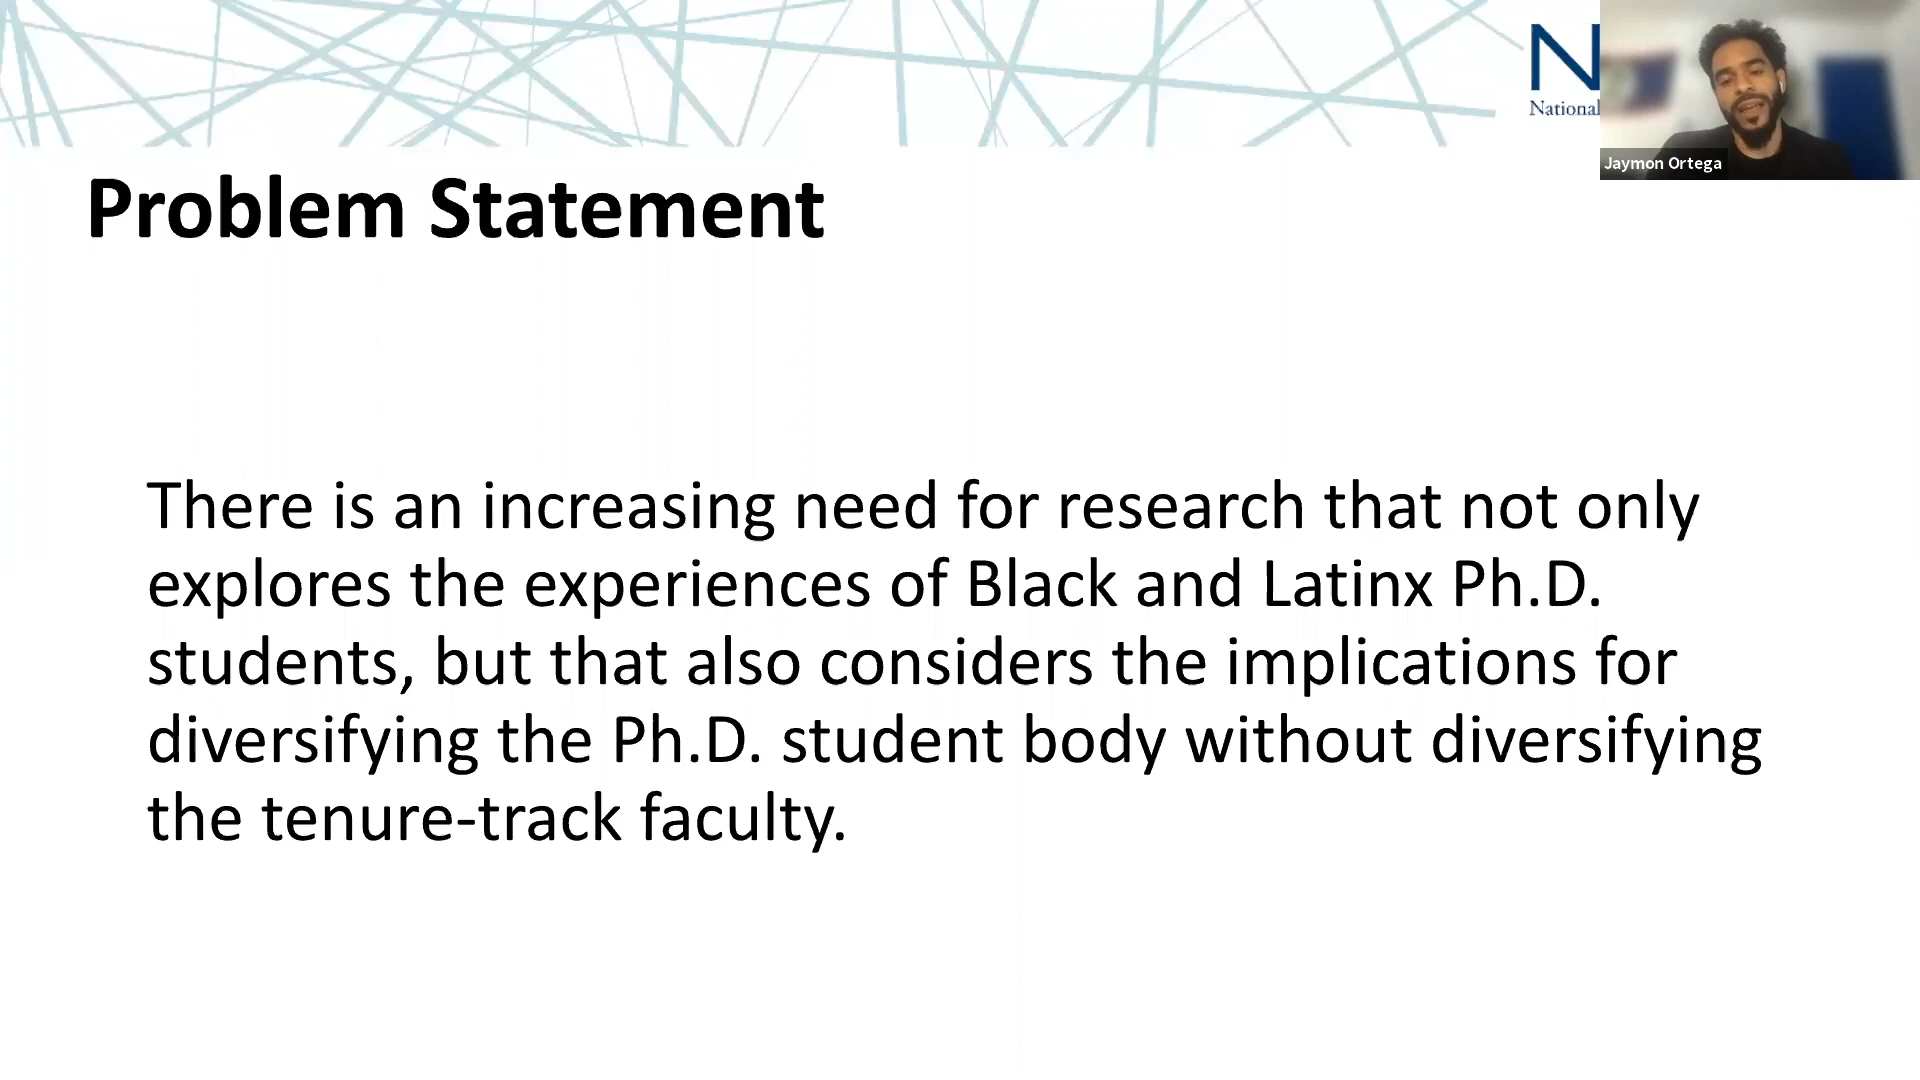 N
National
Jaymon Ortega
Problem Statement
There is an increasing need for research that not only
explores the experiences of Black and Latinx Ph.D.
students, but that also considers the implications for
diversifying the Ph.D. student body without diversifying
the tenure-track faculty.